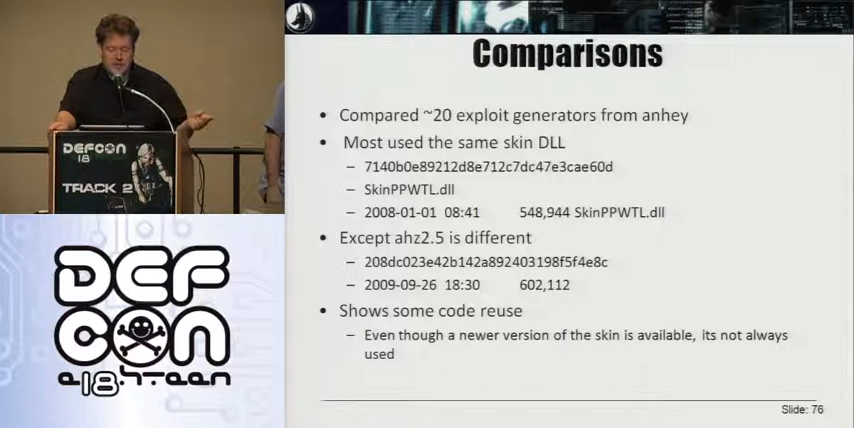 DEFCON
18
TRACK 2
DEF
CON
Comparisons
• Compared ~20 exploit generators from anhey
• Most used the same skin DLL
– 7140b0e89212d8e712c7dc47e3cae60d
– SkinPPWTL.dll
– 2008-01-01 08:41 548,944 SkinPPWTL.dll
• Except ahz2.5 is different
– 208dc023e42b142a892403198f5f4e8c
– 2009-09-26 18:30 602,112
• Shows some code reuse
– Even though a newer version of the skin is available, its not always
used
Slide: 76